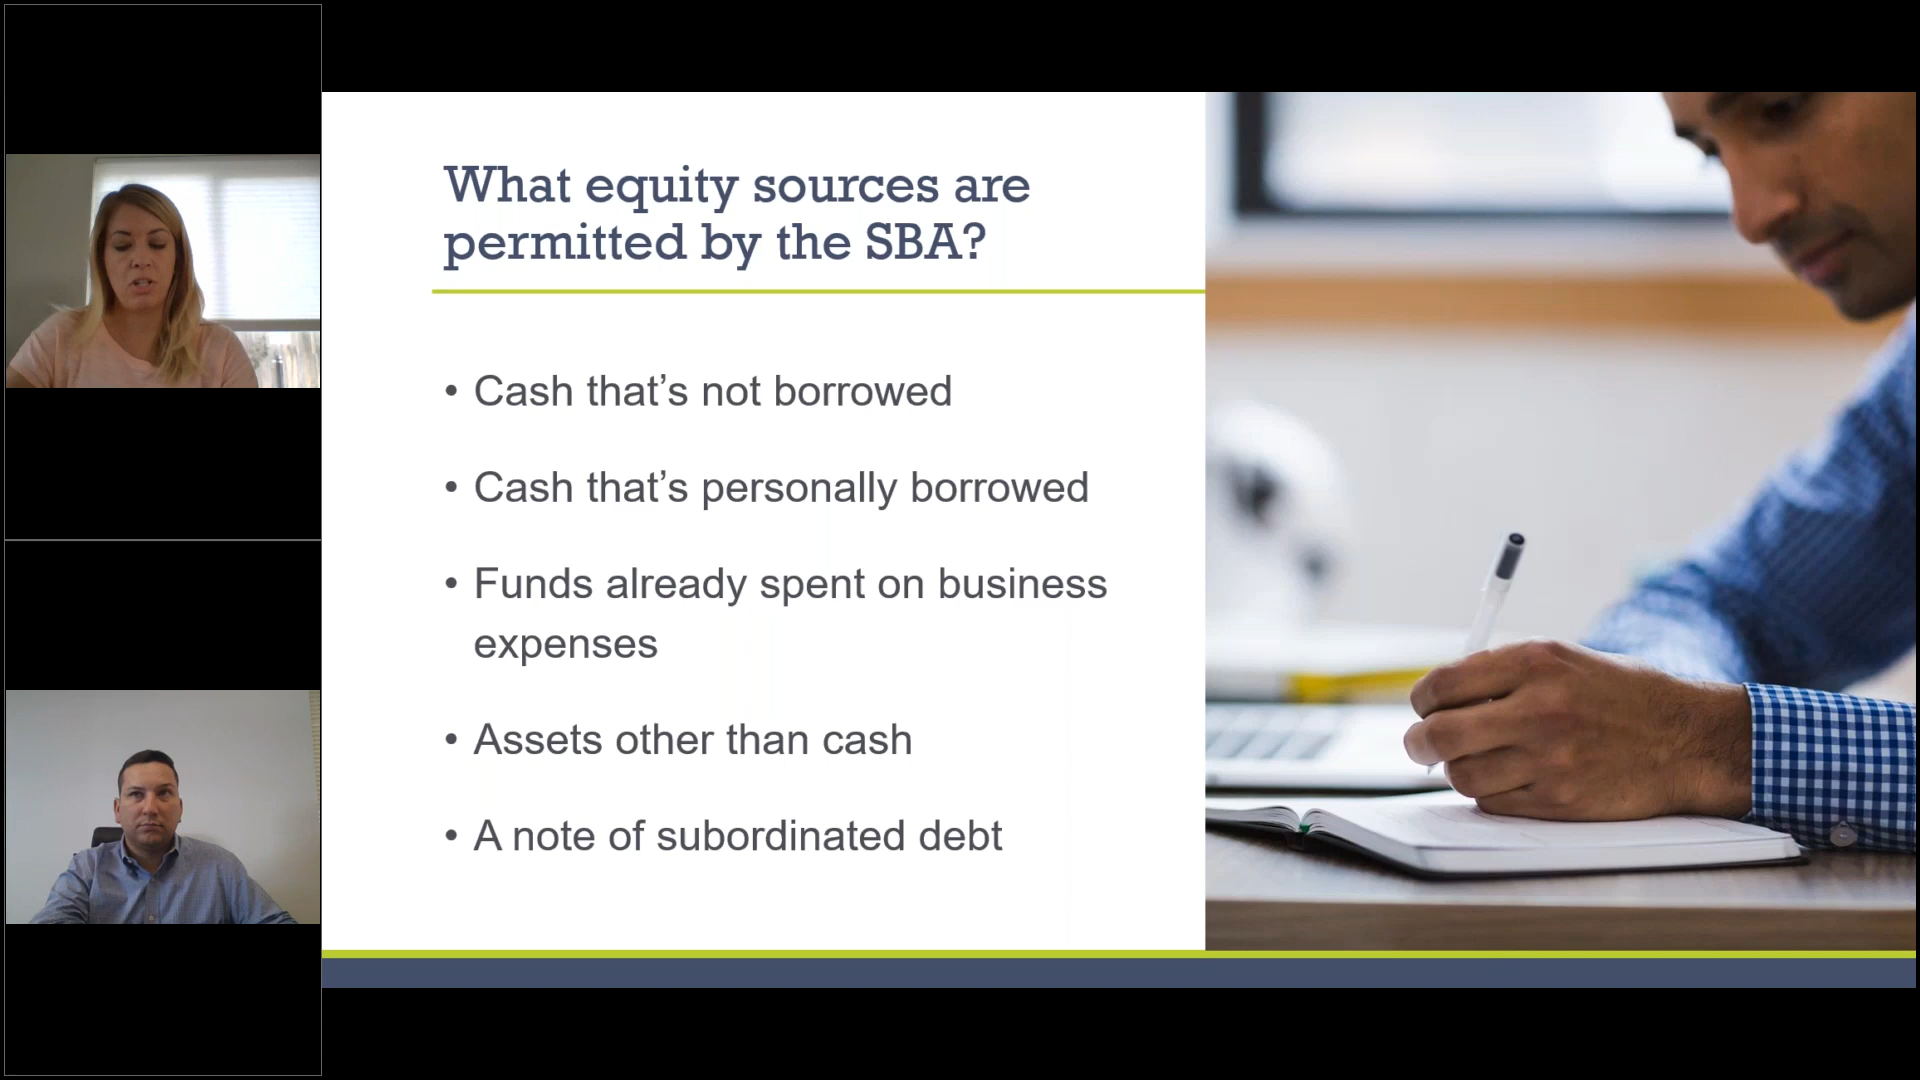 What equity sources are
permitted by the SBA?
• Cash that’s not borrowed
• Cash that’s personally borrowed
• Funds already spent on business
expenses
• Assets other than cash
• A note of subordinated debt